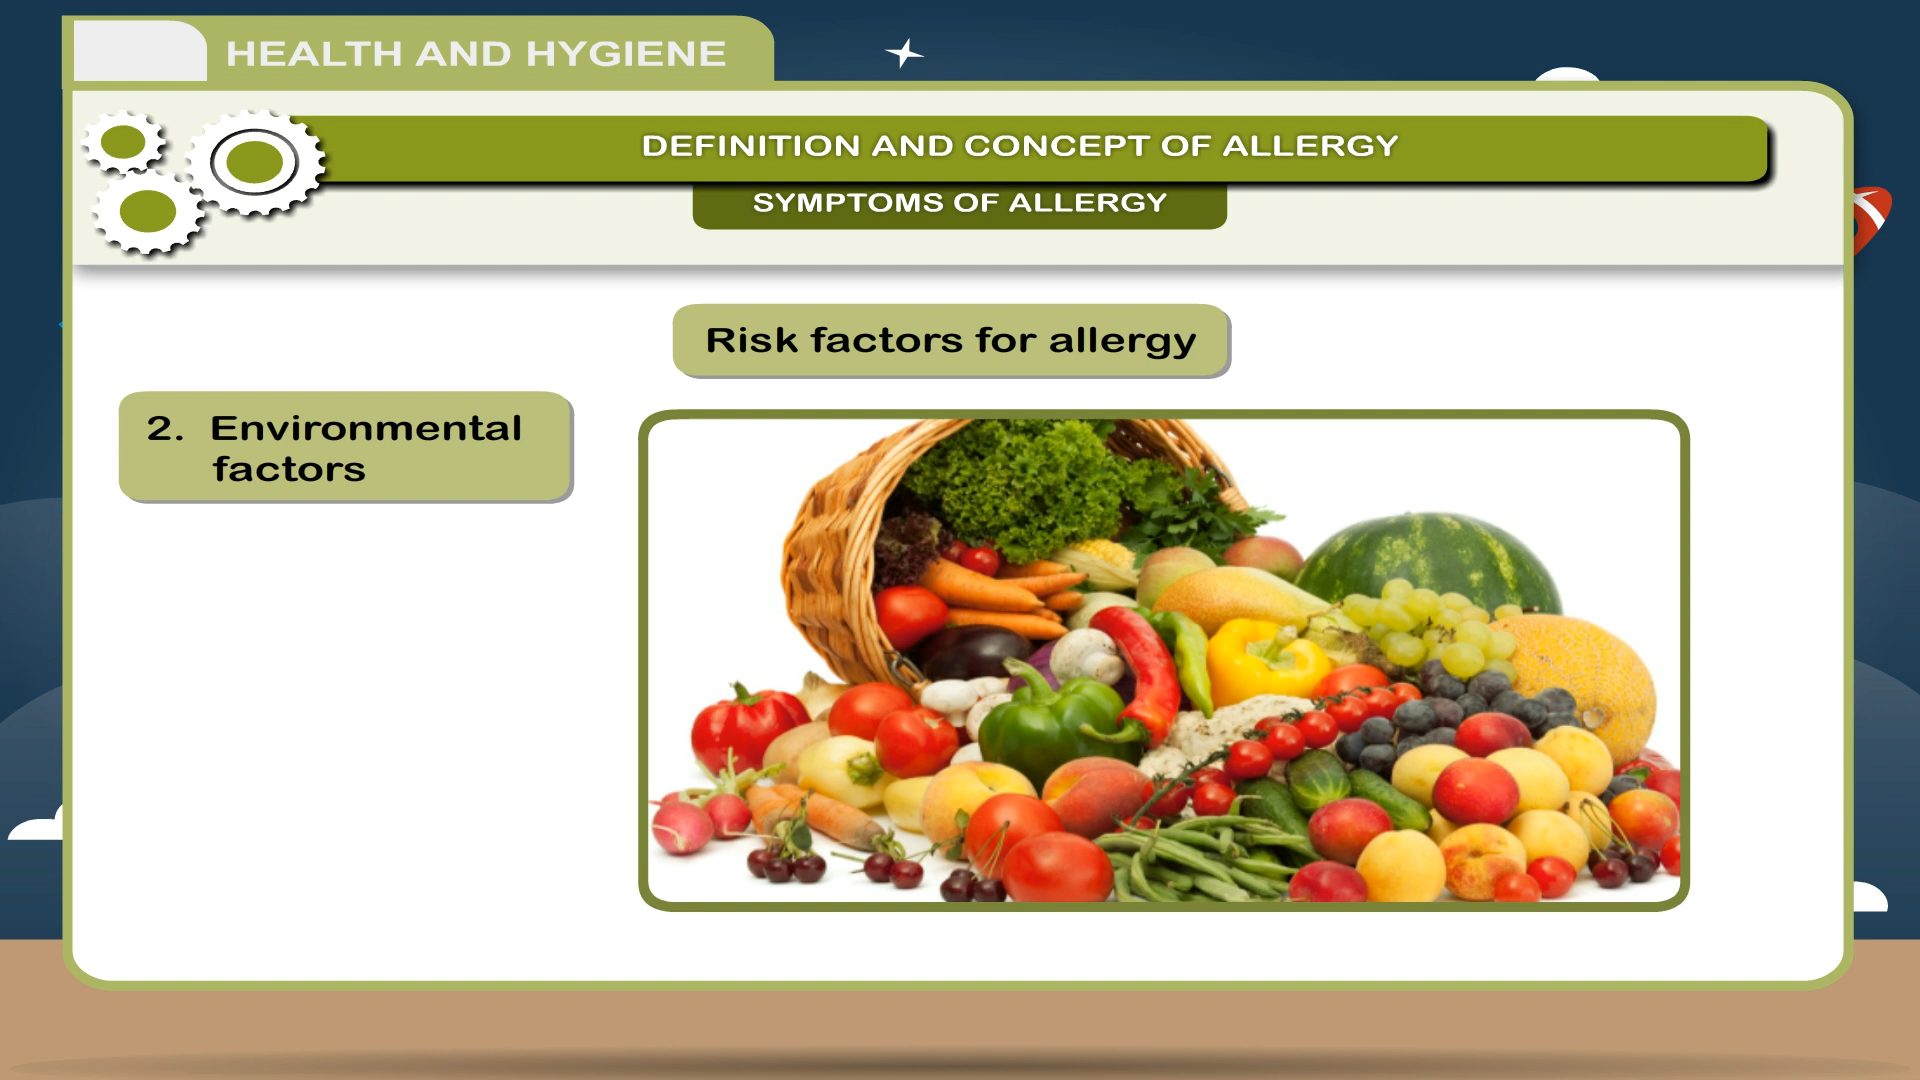 HEALTH AND HYGIENE
DEFINITION AND CONCEPT OF ALLERGY
SYMPTOMS OF ALLERGY
Risk factors for allergy
2. Environmental
factors